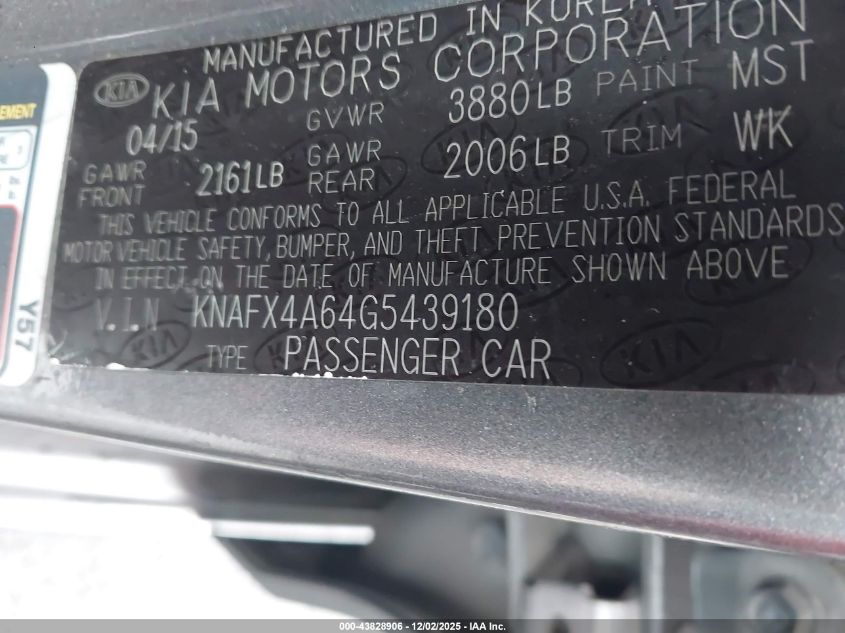 MANUFACTURED IN KOREA
KIA KIA MOTORS CORPORATION
04/15 GVWR 3880LB PAINT MST
GAWR FRONT 2161LB GAWR REAR 2006LB TRIM WK
THIS VEHICLE CONFORMS TO ALL APPLICABLE U.S.A. FEDERAL
MOTOR VEHICLE SAFETY, BUMPER, AND THEFT PREVENTION STANDARDS
IN EFFECT ON THE DATE OF MANUFACTURE SHOWN ABOVE
V.I.N KNAFX4A64G5439180
TYPE PASSENGER CAR
Y57
000-43828906 - 12/02/2025 - IAA Inc.